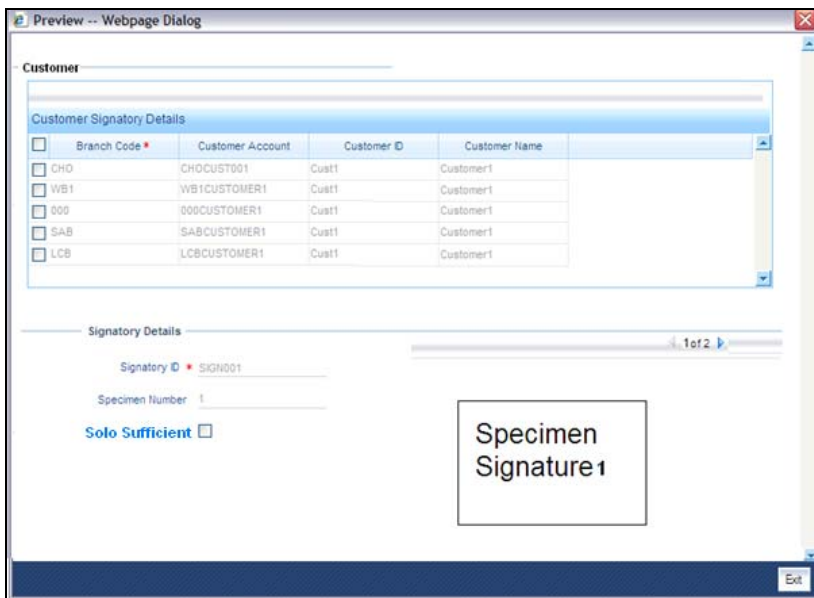 Preview -- Webpage Dialog
Customer
Customer Signatory Details
Branch Code * Customer Account Customer ID Customer Name
CHO CHOCUST001 Cust1 Customer1
WB1 WB1CUSTOMER1 Cust1 Customer1
000 000CUSTOMER1 Cust1 Customer1
SAB SABCUSTOMER1 Cust1 Customer1
LCB LCBCUSTOMER1 Cust1 Customer1
Signatory Details
1 of 2
Signatory ID * SIGN001
Specimen Number 1
Solo Sufficient
Specimen
Signature1
Exit